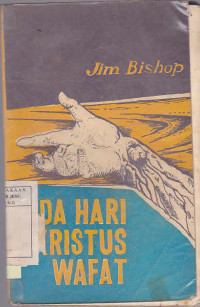 Jim Bishop
DA HARI
RISTUS
WAFAT